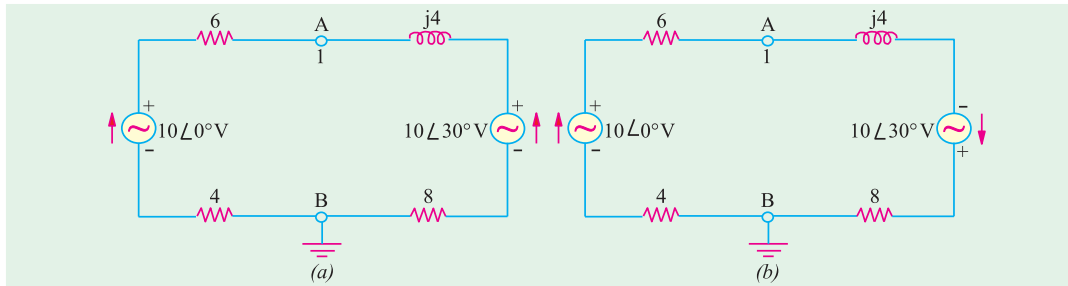 6 A j4 6 A j4
1 1
+ + + -
10∠0°V 10∠30°V 10∠0°V 10∠30°V
- - - +
4 B 8 4 B 8
(a) (b)